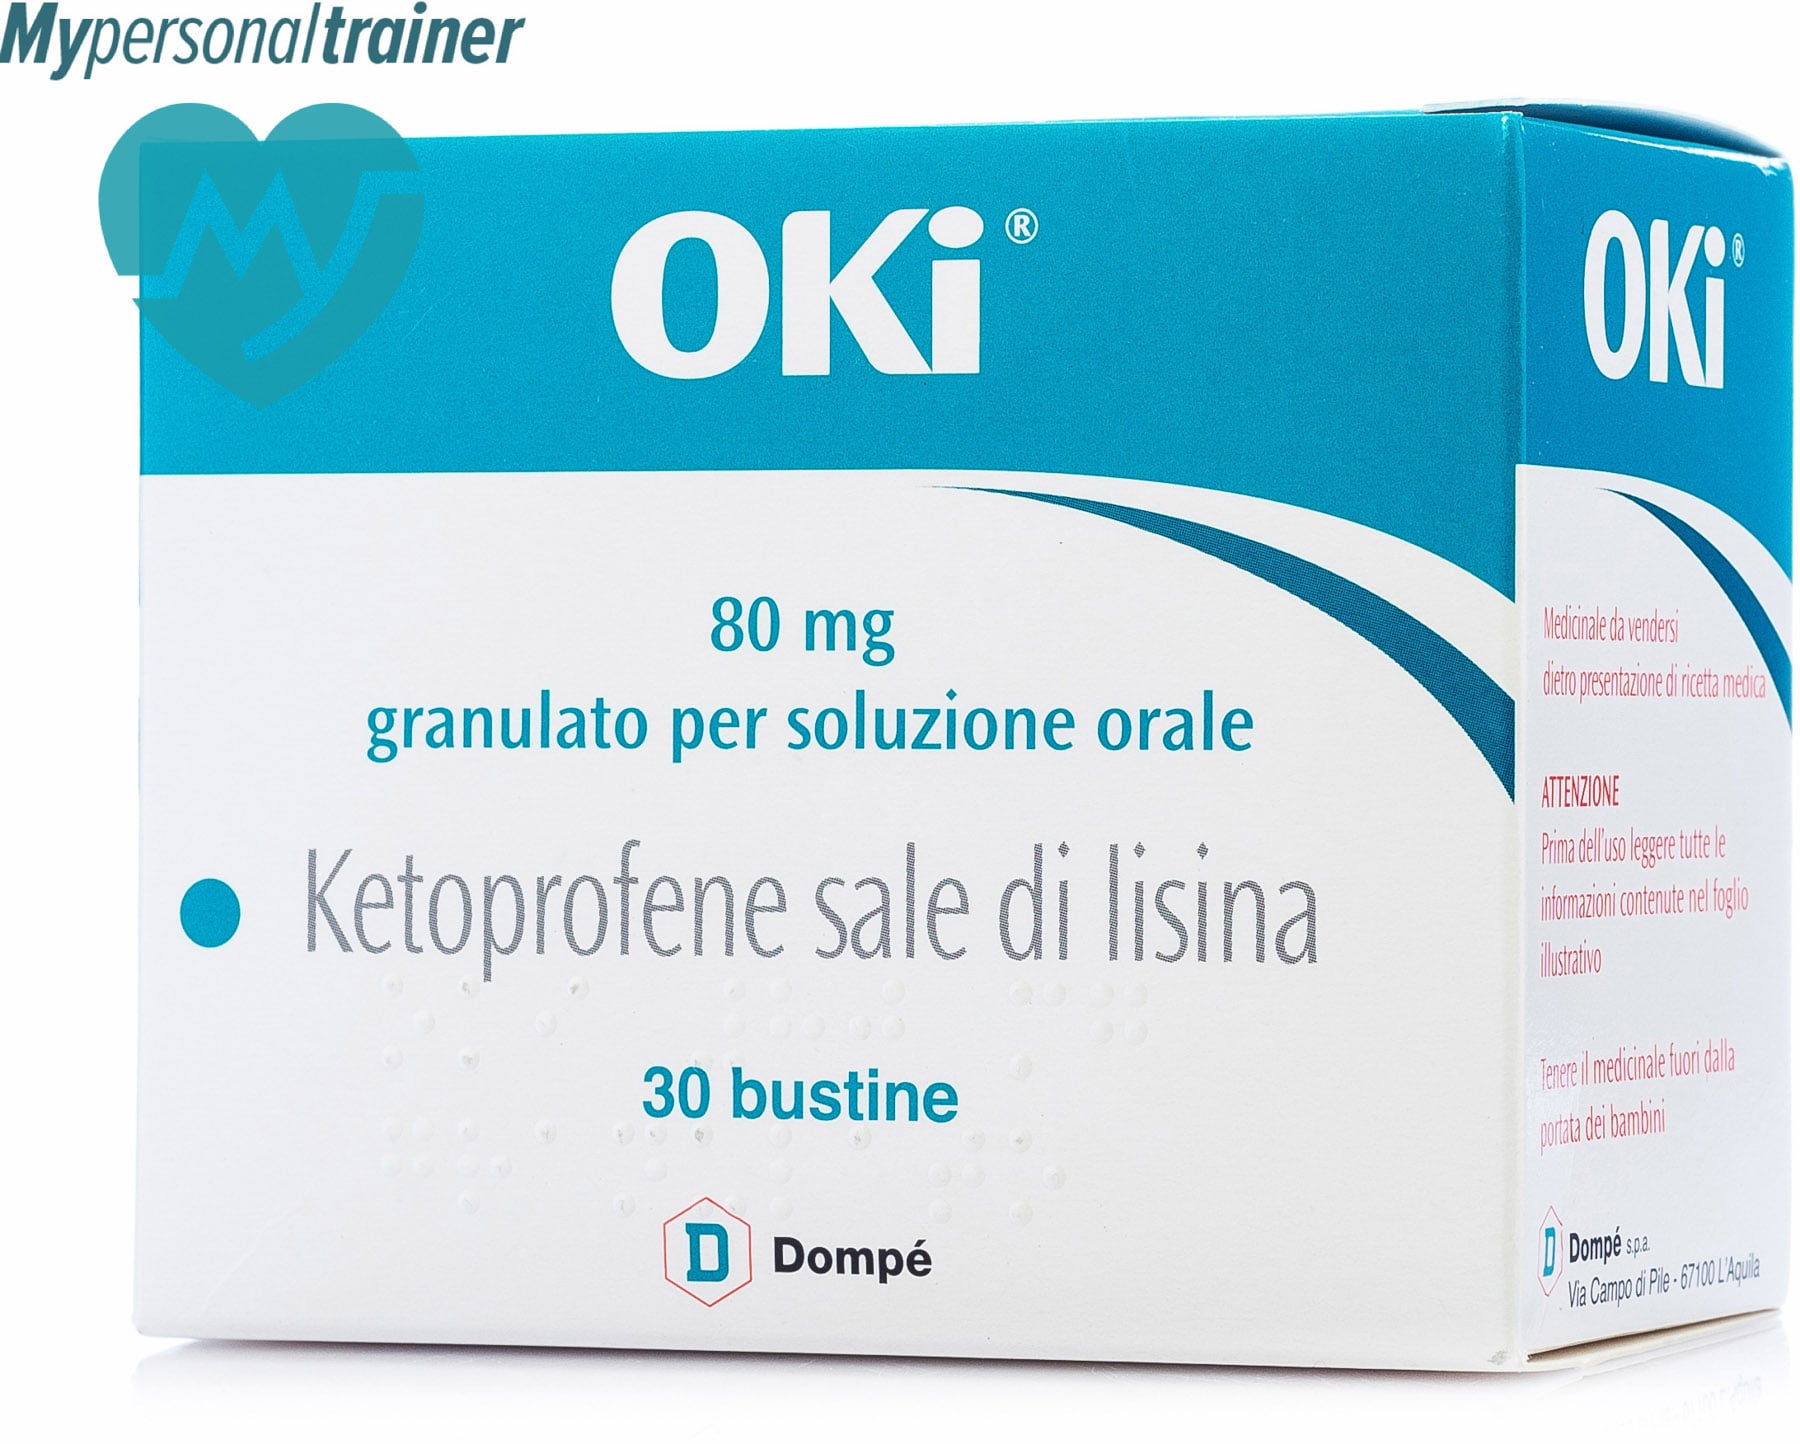 Mypersonaltrainer
My
OKi®
80 mg
granulato per soluzione orale
Ketoprofene sale di lisina
30 bustine
D Dompé
OKi®
Medicinale da vendersi
dietro presentazione di ricetta medica
ATTENZIONE
Prima dell'uso leggere tutte le
informazioni contenute nel foglio
illustrativo
Tenere il medicinale fuori dalla
portata dei bambini
D Dompé s.p.a.
Via Campo di Pile - 67100 L'Aquila